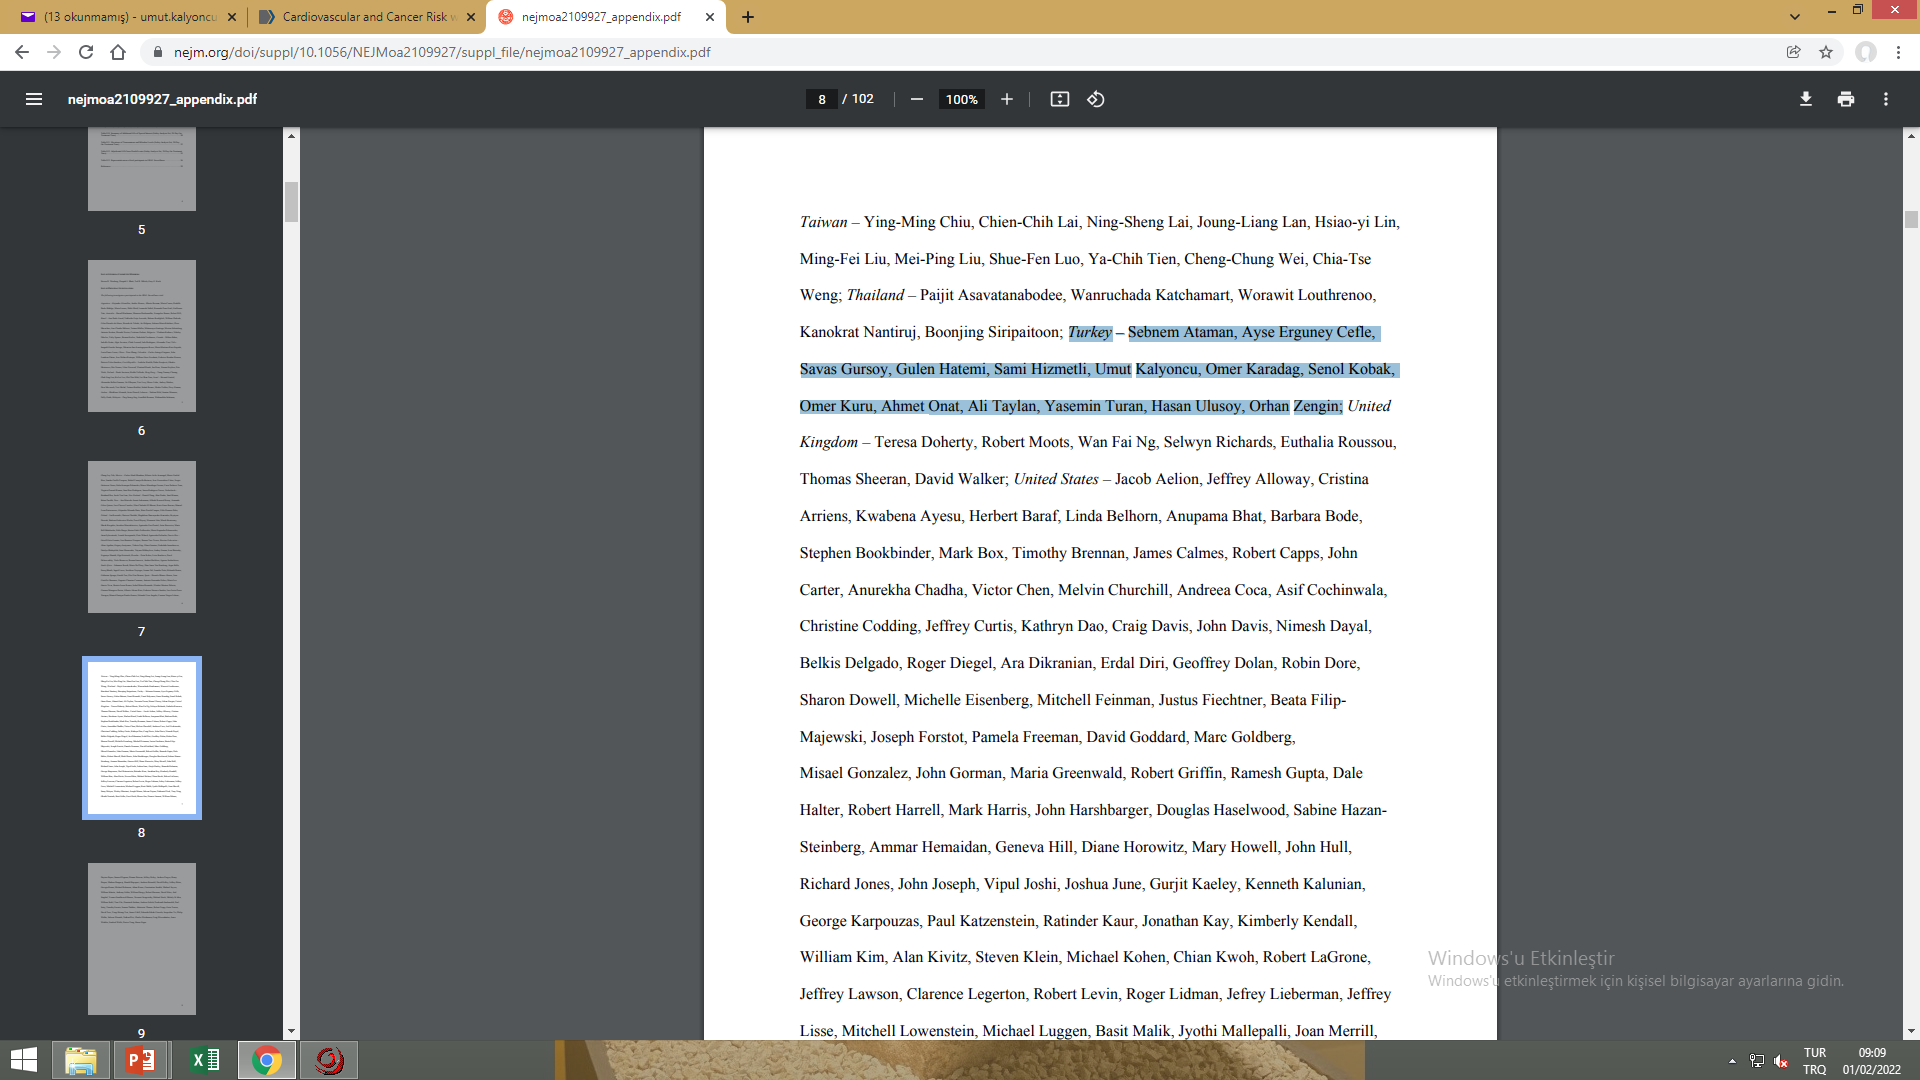 (13 okunmamış) - umut.kalyoncu
Cardiovascular and Cancer Risk w
nejmoa2109927_appendix.pdf
nejm.org/doi/suppl/10.1056/NEJMoa2109927/suppl_file/nejmoa2109927_appendix.pdf
nejmoa2109927_appendix.pdf
8 / 102
100%
5
6
7
8
9
Taiwan – Ying-Ming Chiu, Chien-Chih Lai, Ning-Sheng Lai, Joung-Liang Lan, Hsiao-yi Lin,
Ming-Fei Liu, Mei-Ping Liu, Shue-Fen Luo, Ya-Chih Tien, Cheng-Chung Wei, Chia-Tse
Weng; Thailand – Paijit Asavatanabodee, Wanruchada Katchamart, Worawit Louthrenoo,
Kanokrat Nantiruj, Boonjing Siripaitoon; Turkey – Sebnem Ataman, Ayse Erguney Cefle,
Savas Gursoy, Gulen Hatemi, Sami Hizmetli, Umut Kalyoncu, Omer Karadag, Senol Kobak,
Omer Kuru, Ahmet Onat, Ali Taylan, Yasemin Turan, Hasan Ulusoy, Orhan Zengin; United
Kingdom – Teresa Doherty, Robert Moots, Wan Fai Ng, Selwyn Richards, Euthalia Roussou,
Thomas Sheeran, David Walker; United States – Jacob Aelion, Jeffrey Alloway, Cristina
Arriens, Kwabena Ayesu, Herbert Baraf, Linda Belhorn, Anupama Bhat, Barbara Bode,
Stephen Bookbinder, Mark Box, Timothy Brennan, James Calmes, Robert Capps, John
Carter, Anurekha Chadha, Victor Chen, Melvin Churchill, Andreea Coca, Asif Cochinwala,
Christine Codding, Jeffrey Curtis, Kathryn Dao, Craig Davis, John Davis, Nimesh Dayal,
Belkis Delgado, Roger Diegel, Ara Dikranian, Erdal Diri, Geoffrey Dolan, Robin Dore,
Sharon Dowell, Michelle Eisenberg, Mitchell Feinman, Justus Fiechtner, Beata Filip-
Majewski, Joseph Forstot, Pamela Freeman, David Goddard, Marc Goldberg,
Misael Gonzalez, John Gorman, Maria Greenwald, Robert Griffin, Ramesh Gupta, Dale
Halter, Robert Harrell, Mark Harris, John Harshbarger, Douglas Haselwood, Sabine Hazan-
Steinberg, Ammar Hemaidan, Geneva Hill, Diane Horowitz, Mary Howell, John Hull,
Richard Jones, John Joseph, Vipul Joshi, Joshua June, Gurjit Kaeley, Kenneth Kalunian,
George Karpouzas, Paul Katzenstein, Ratinder Kaur, Jonathan Kay, Kimberly Kendall,
William Kim, Alan Kivitz, Steven Klein, Michael Kohen, Chian Kwoh, Robert LaGrone,
Jeffrey Lawson, Clarence Legerton, Robert Levin, Roger Lidman, Jefrey Lieberman, Jeffrey
Lisse, Mitchell Lowenstein, Michael Luggen, Basit Malik, Jyothi Mallepalli, Joan Merrill,
Windows'u Etkinleştir
Windows'u etkinleştirmek için kişisel bilgisayar ayarlarına gidin.
TUR
TRQ
09:09
01/02/2022